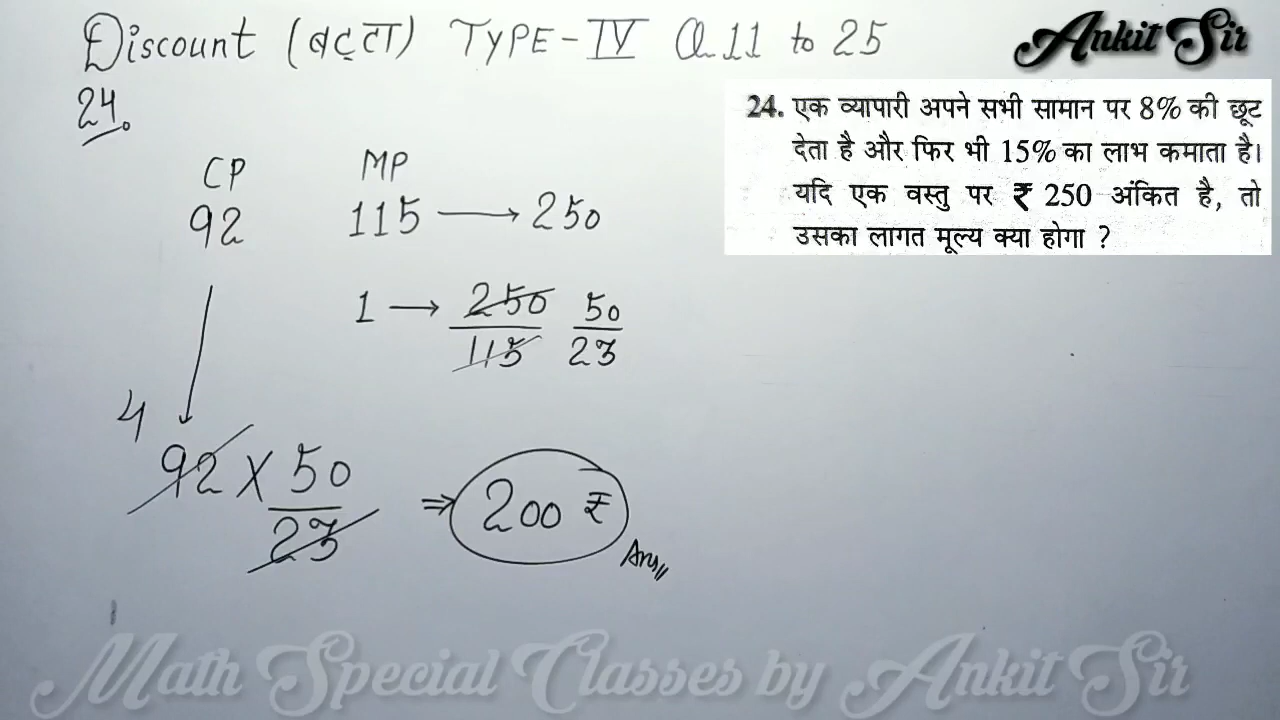 Discount (बट्टा) TYPE-IV Q.11 to 25
Ankit Sir
24.
24. एक व्यापारी अपने सभी सामान पर 8% की छूट
देता है और फिर भी 15% का लाभ कमाता है।
यदि एक वस्तु पर ₹ 250 अंकित है, तो
उसका लागत मूल्य क्या होगा ?
CP MP
92 115 → 250
1 → 250/115 50/23
4
92 X 50/23 ⇒ 200 ₹
Ans
Math Special Classes by Ankit Sir